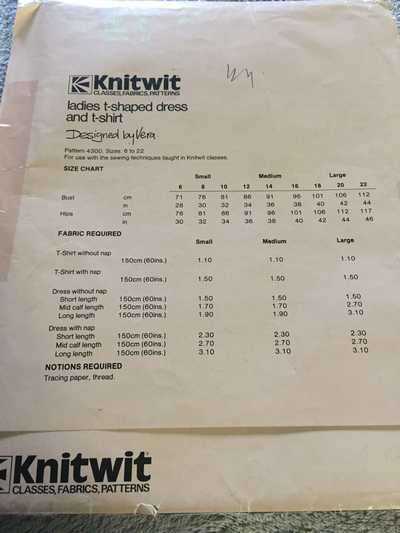 Knitwit
CLASSES, FABRICS, PATTERNS
ladies t-shaped dress
and t-shirt
Designed by Vera
Pattern 4300, Sizes: 6 to 22
For use with the sewing techniques taught in Knitwit classes.
SIZE CHART
Small Medium Large
6 8 10 12 14 16 18 20 22
Bust cm 71 76 81 86 91 96 101 106 112
in 28 30 32 34 36 38 40 42 44
Hips cm 76 81 86 91 96 101 106 112 117
in 30 32 34 36 38 40 42 44 46
FABRIC REQUIRED
Small Medium Large
T-Shirt without nap
150cm (60ins.) 1.10 1.10 1.10
T-Shirt with nap
150cm (60ins.) 1.50 1.50 1.50
Dress without nap
Short length 150cm (60ins.) 1.50 1.50 1.50
Mid calf length 150cm (60ins.) 1.70 1.70 2.70
Long length 150cm (60ins.) 1.90 1.90 3.10
Dress with nap
Short length 150cm (60ins.) 2.30 2.30 2.30
Mid calf length 150cm (60ins.) 2.70 2.70 2.70
Long length 150cm (60ins.) 3.10 3.10 3.10
NOTIONS REQUIRED
Tracing paper, thread.
Knitwit
CLASSES, FABRICS, PATTERNS